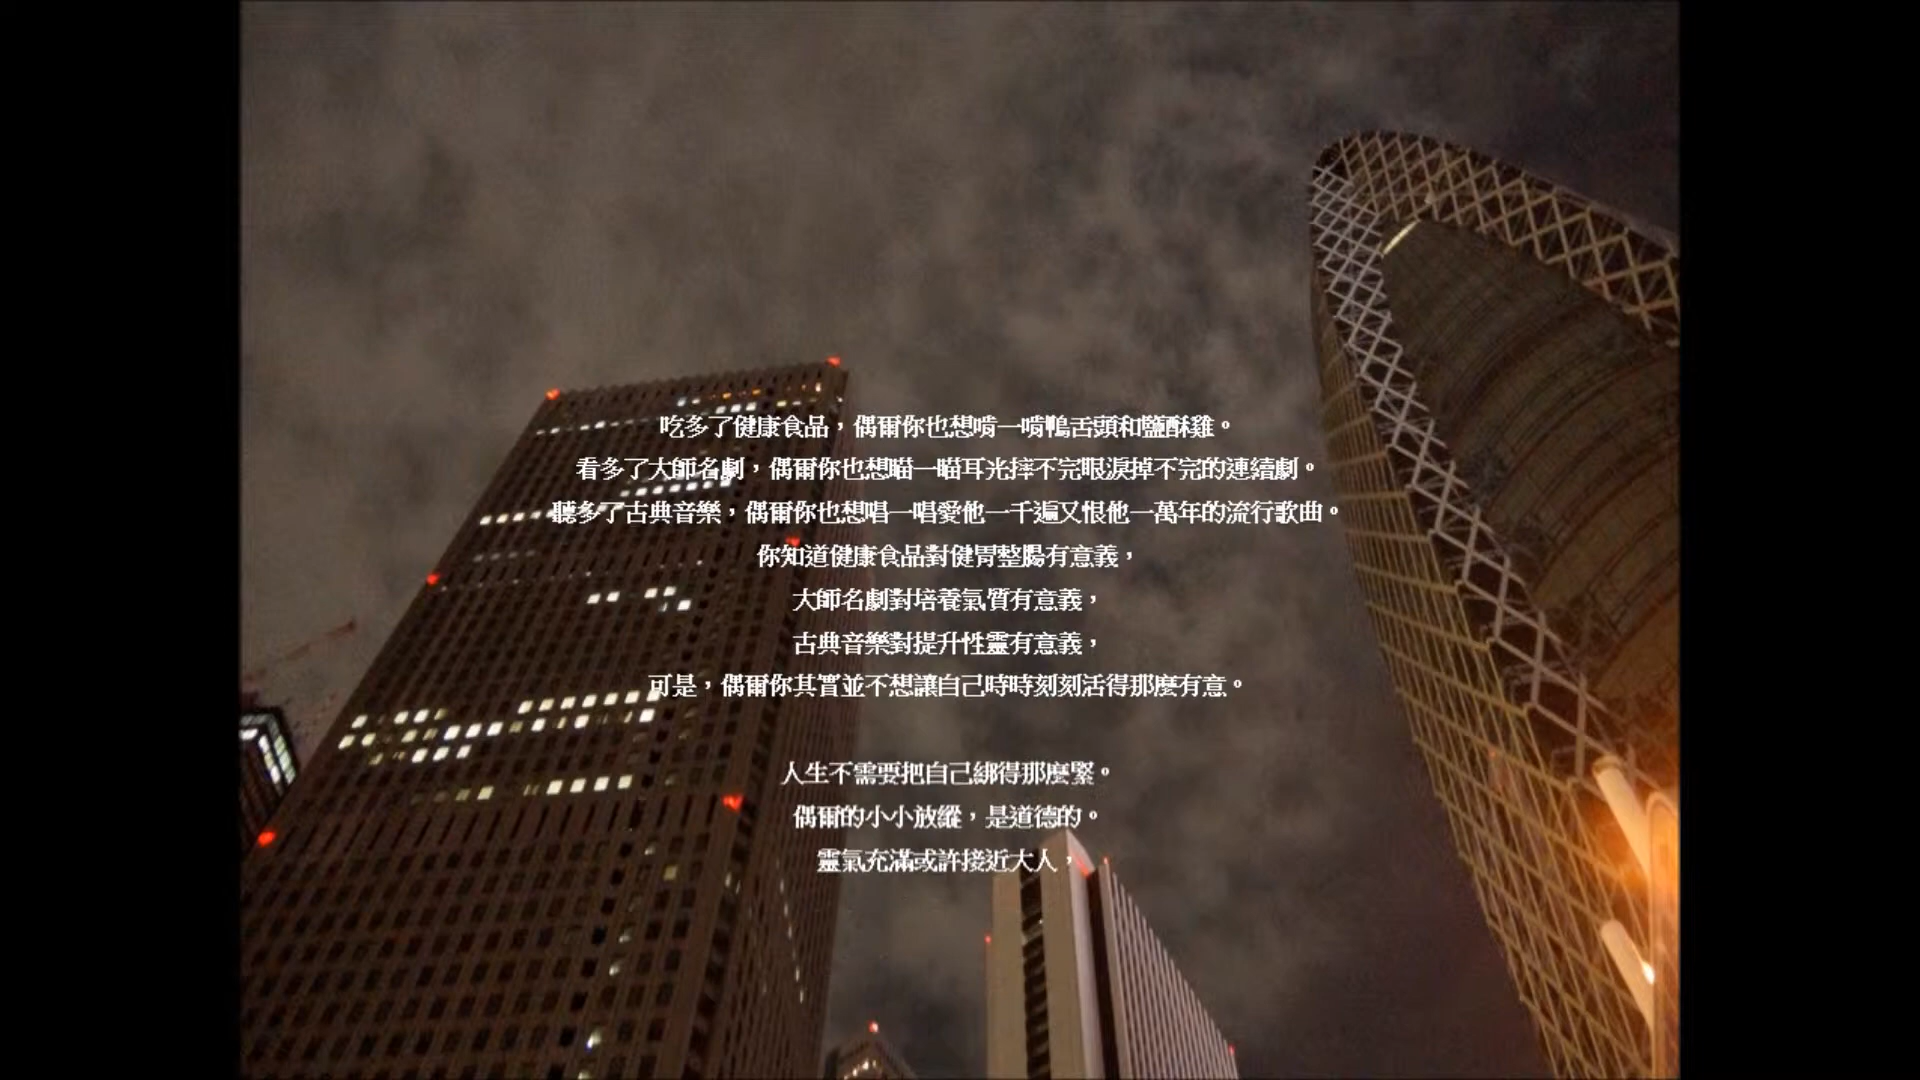 吃多了健康食品，偶爾你也想啃一啃鴨舌頭和鹽酥雞。
看多了大師名劇，偶爾你也想瞄一瞄耳光摔不完眼淚掉不完的連續劇。
聽多了古典音樂，偶爾你也想唱一唱愛他一千遍又恨他一萬年的流行歌曲。
你知道健康食品對健胃整腸有意義，
大師名劇對培養氣質有意義，
古典音樂對提升性靈有意義，
可是，偶爾你其實並不想讓自己時時刻刻活得那麼有意。
人生不需要把自己綁得那麼緊。
偶爾的小小放縱，是道德的。
靈氣充滿或許接近大人，